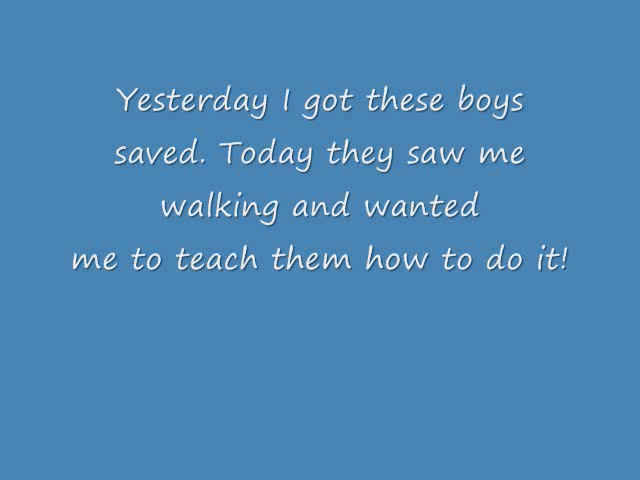 Yesterday I got these boys
saved. Today they saw me
walking and wanted
me to teach them how to do it!